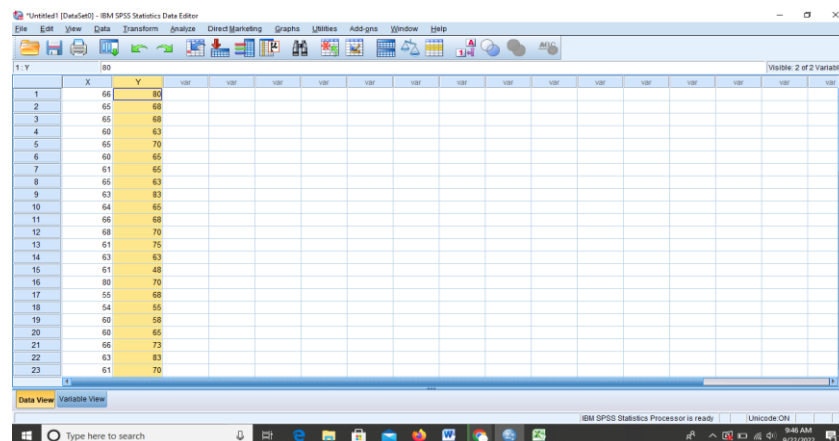 *Untitled1 [DataSet0] - IBM SPSS Statistics Data Editor
File Edit View Data Transform Analyze Direct Marketing Graphs Utilities Add-ons Window Help
1 : Y 80 Visible: 2 of 2 Variabl
X Y var var var var var var var var var var var var var var
1 66 80
2 65 68
3 65 68
4 60 63
5 65 70
6 60 65
7 61 65
8 65 63
9 63 83
10 64 65
11 66 68
12 68 70
13 61 75
14 63 63
15 61 48
16 80 70
17 55 68
18 54 55
19 60 58
20 60 65
21 66 73
22 63 83
23 61 70
Data View Variable View
IBM SPSS Statistics Processor is ready Unicode:ON
Type here to search 9:46 AM
9/22/2022